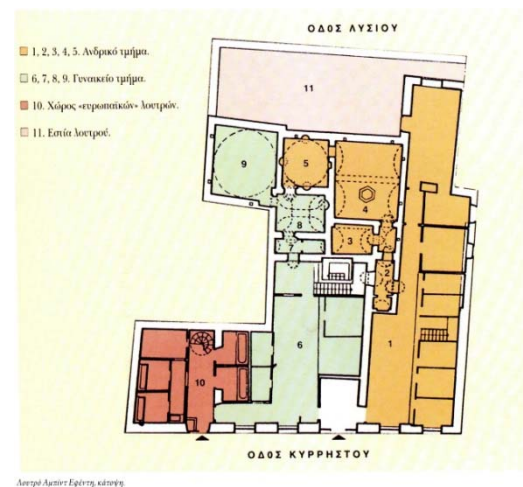 ΟΔΟΣ ΛΥΣΙΟΥ
1, 2, 3, 4, 5. Ανδρικό τμήμα.
6, 7, 8, 9. Γυναικείο τμήμα.
10. Χώρος «ευρωπαϊκών» λουτρών.
11. Εστία λουτρού.
11
9
5
4
8
3
7
2
6
1
10
ΟΔΟΣ ΚΥΡΡΗΣΤΟΥ
Λουτρό Αμπίντ Εφέντη, κάτοψη.